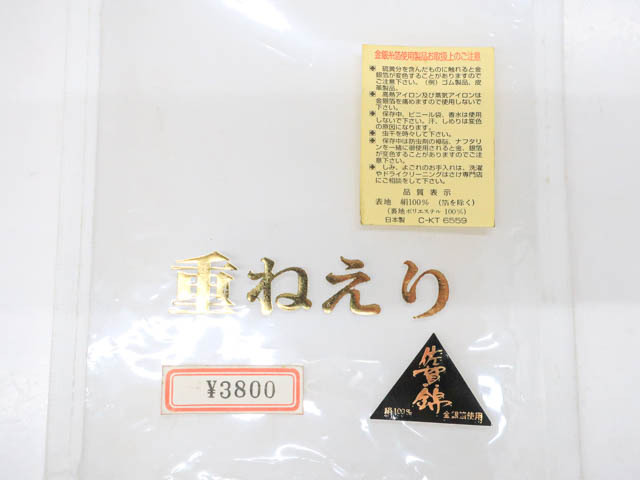 金銀糸箔使用製品お取扱上のご注意
● 硫黄分を含んだものに触れると金
銀箔が変色することがありますので
ご注意下さい。(例)ゴム製品、皮
革製品。
● 高熱アイロン及び蒸気アイロンは
金銀箔を痛めますので使用しないで
下さい。
● 保存中、ビニール袋、香水は使用
しないで下さい。汗、しめりは変色
の原因になります。
● 虫干を時々して下さい。
● 保存中は防虫剤の樟脳、ナフタリ
ンを一緒に御使用されると金、銀箔
が変色することがありますのでご注
意下さい。
● しみ、よごれのお手入れは、洗濯
やドライクリーニングはさけ専門店
にご相談をして下さい。
品質表示
表地 絹100% (箔を除く)
(裏地ポリエステル100%)
日本製 C-KT 6559
重ねえり
¥3800
佐賀錦
絹100% 金銀箔使用